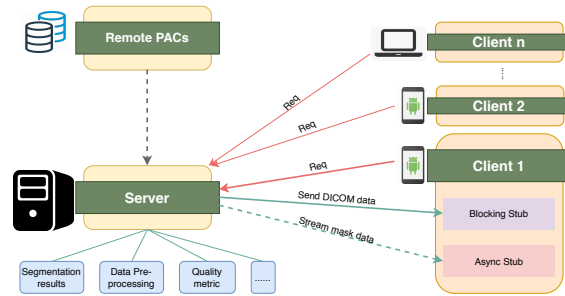 Remote PACs
Client n
Client 2
Client 1
Req
Req
Req
Server
Send DICOM data
Stream mask data
Blocking Stub
Async Stub
Segmentation
results
Data Pre-
processing
Quality
metric
......